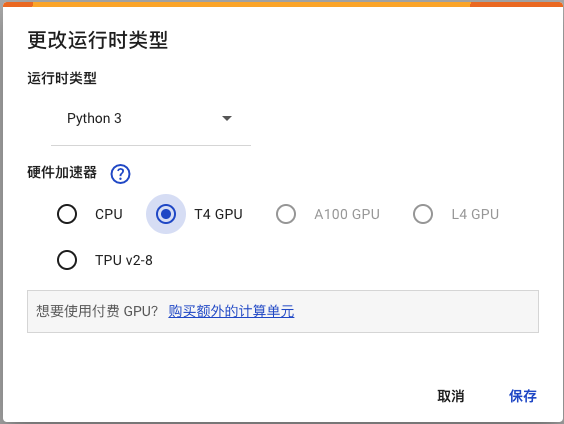 更改运行时类型
运行时类型
Python 3
硬件加速器 ?
CPU T4 GPU A100 GPU L4 GPU
TPU v2-8
想要使用付费 GPU? 购买额外的计算单元
取消 保存